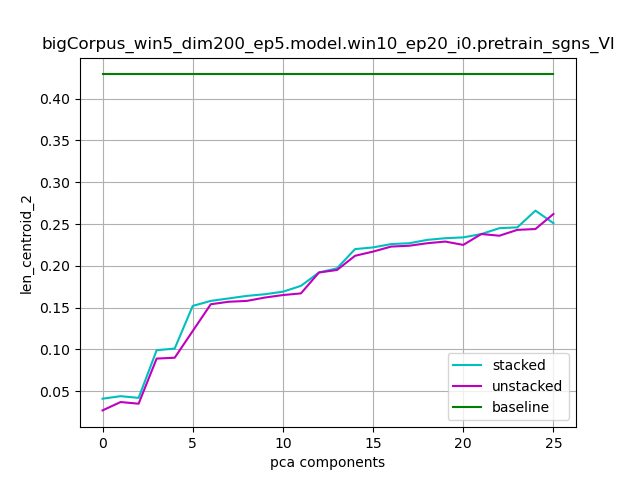 bigCorpus_win5_dim200_ep5.model.win10_ep20_i0.pretrain_sgns_VI
len_centroid_2
0.40
0.35
0.30
0.25
0.20
0.15
0.10
0.05
stacked
unstacked
baseline
0 5 10 15 20 25
pca components